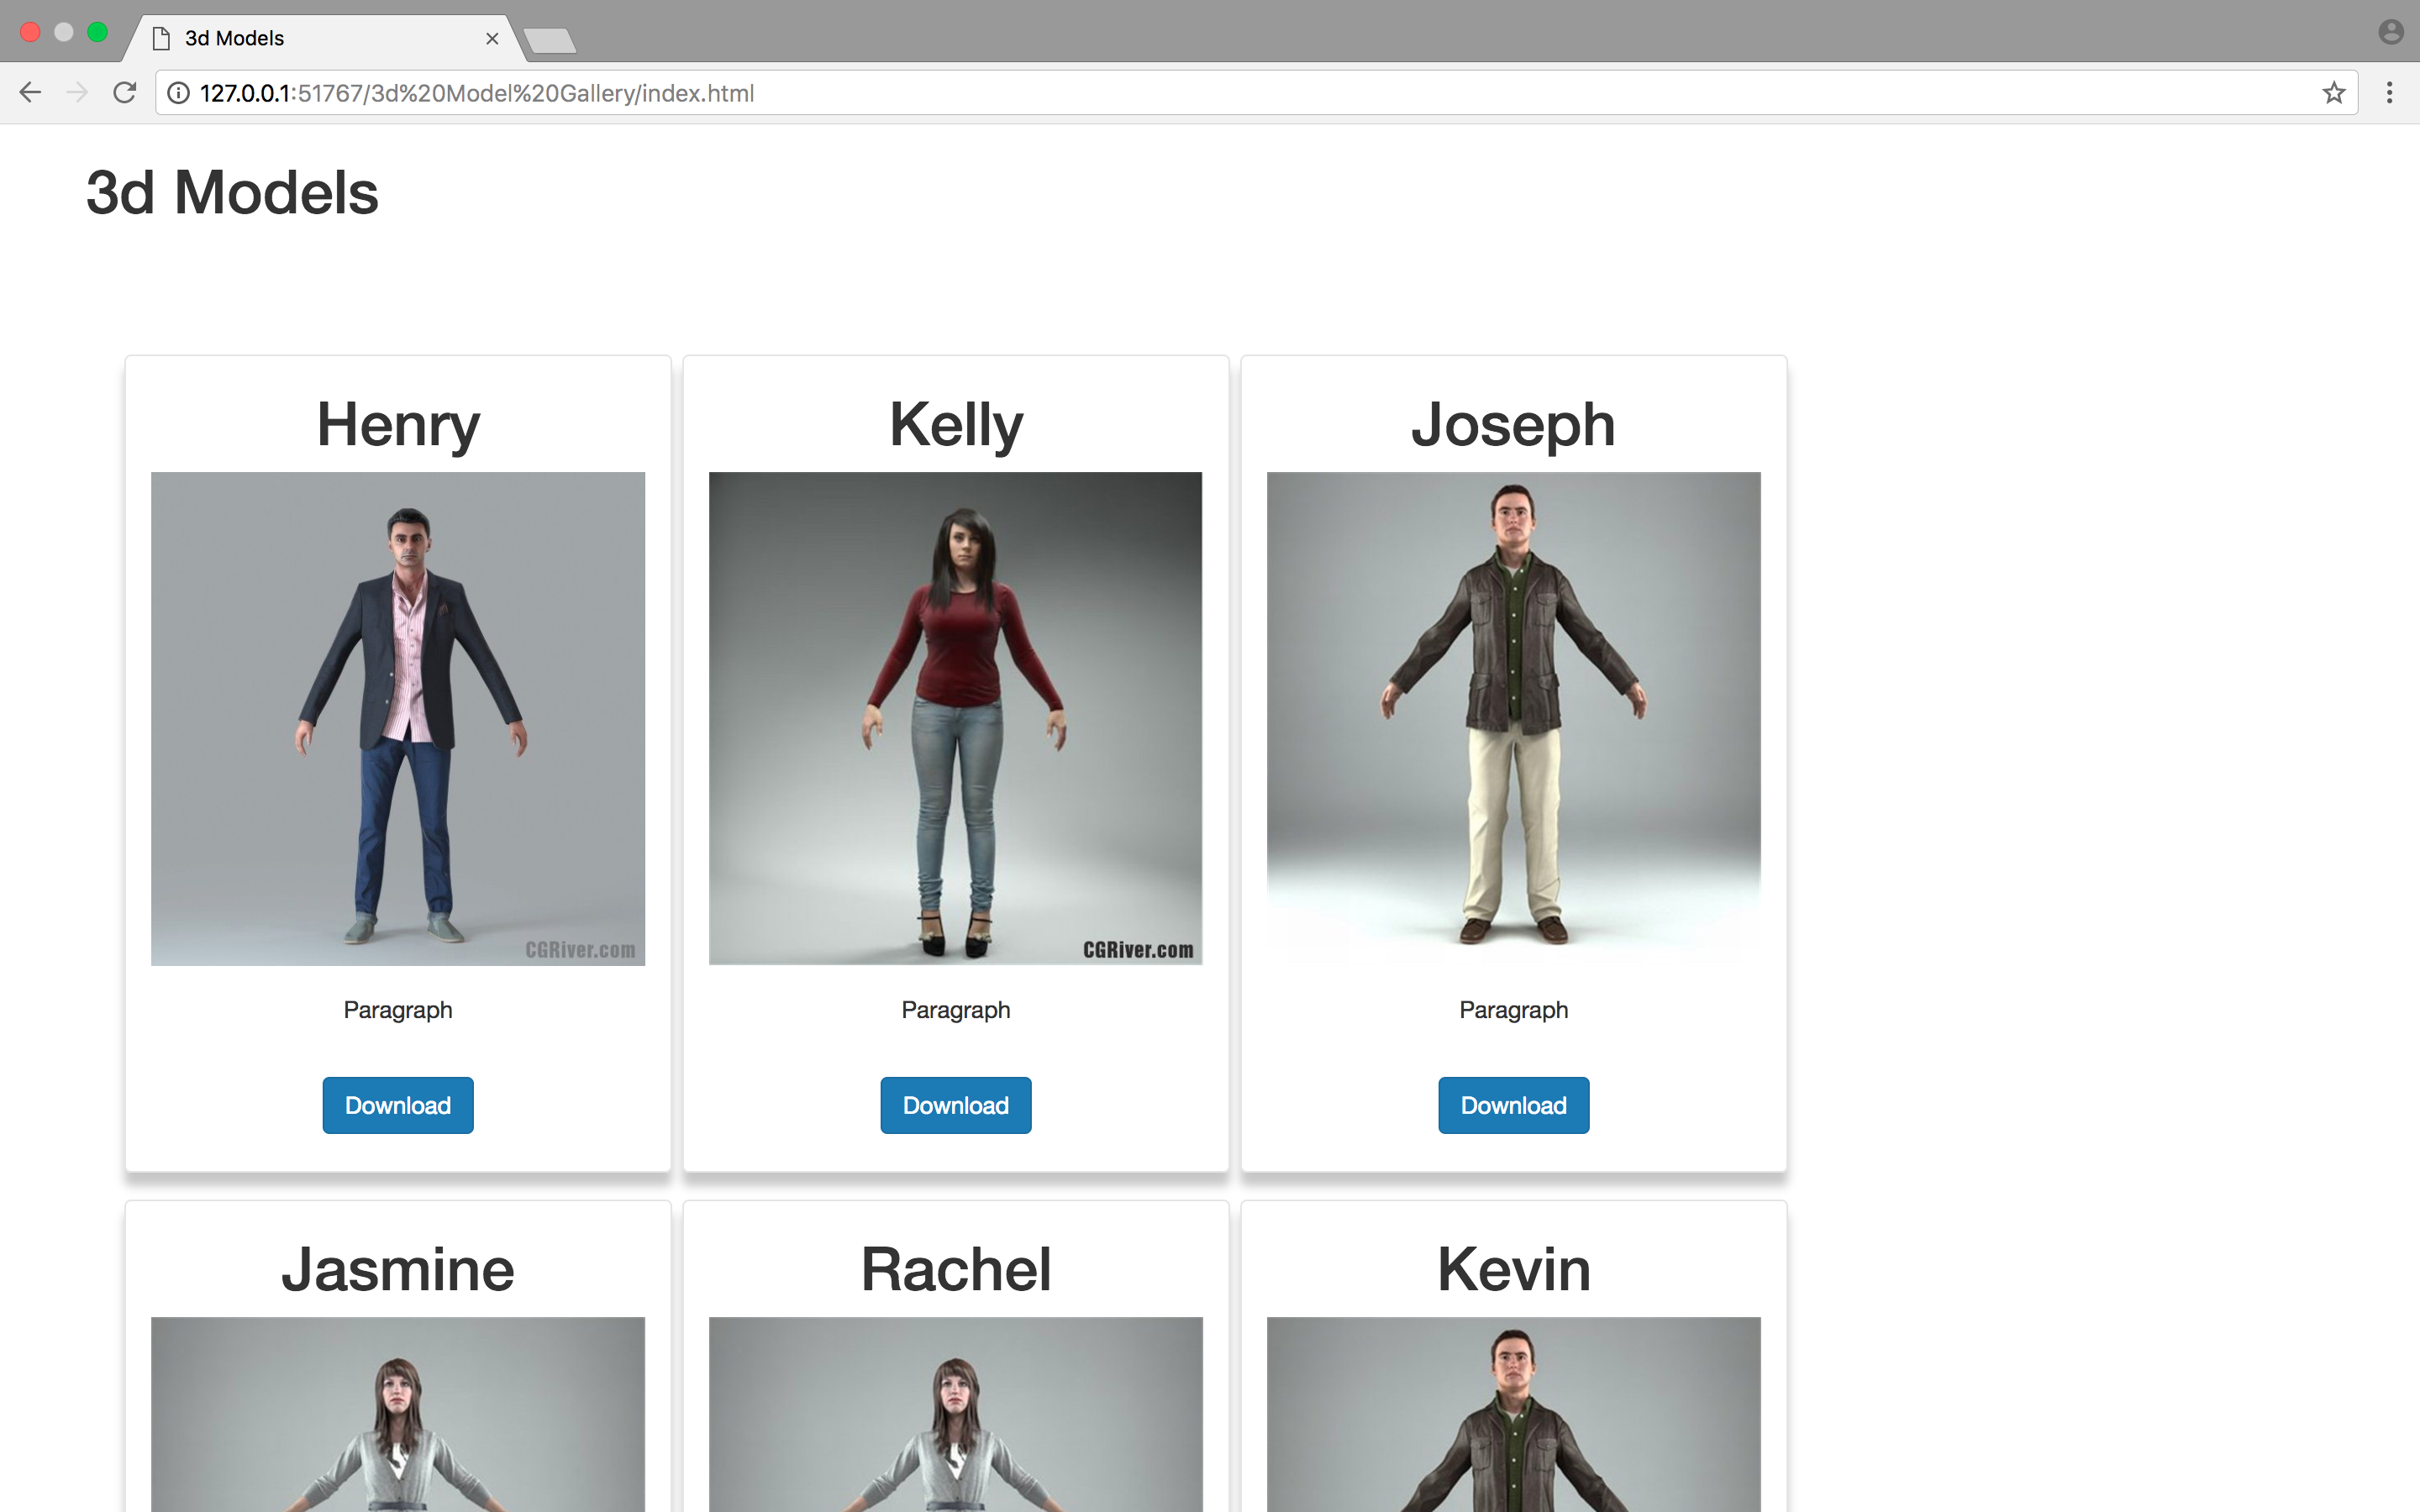 3d Models
127.0.0.1:51767/3d%20Model%20Gallery/index.html
3d Models
Henry Kelly Joseph
CGRiver.com CGRiver.com
Paragraph Paragraph Paragraph
Download Download Download
Jasmine Rachel Kevin